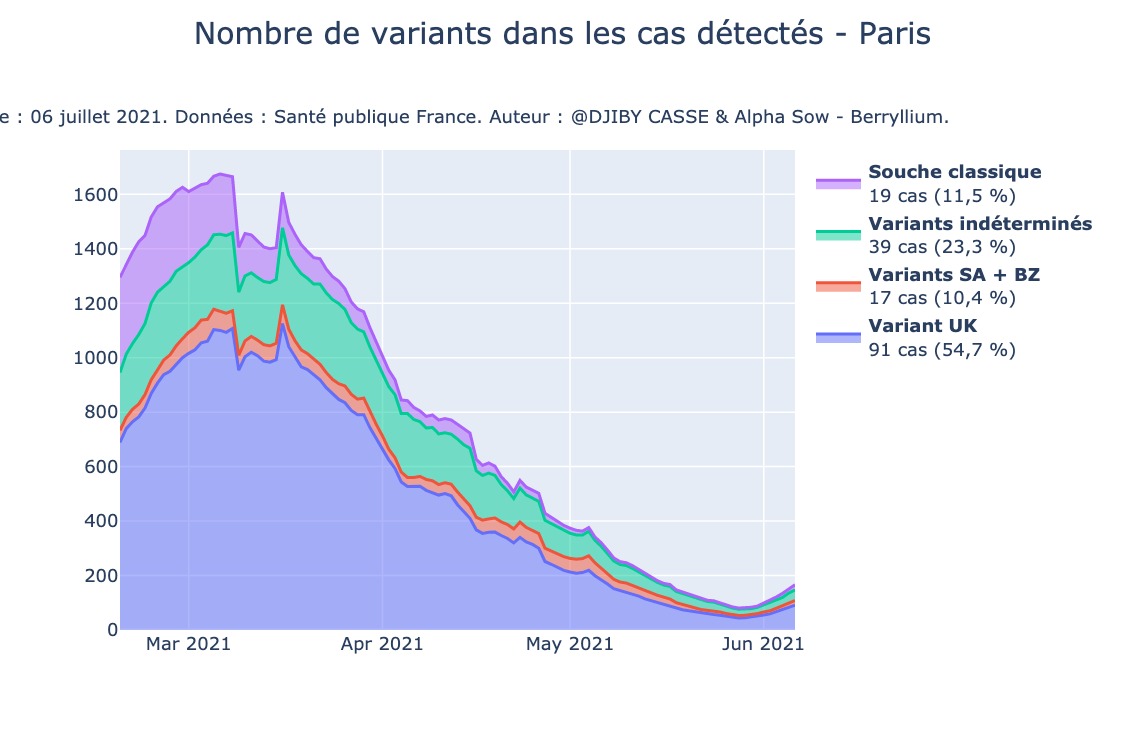 Nombre de variants dans les cas détectés - Paris
e : 06 juillet 2021. Données : Santé publique France. Auteur : @DJIBY CASSE & Alpha Sow - Berryllium.
1600
1400
1200
1000
800
600
400
200
0
Mar 2021
Apr 2021
May 2021
Jun 2021
Souche classique
19 cas (11,5 %)
Variants indéterminés
39 cas (23,3 %)
Variants SA + BZ
17 cas (10,4 %)
Variant UK
91 cas (54,7 %)